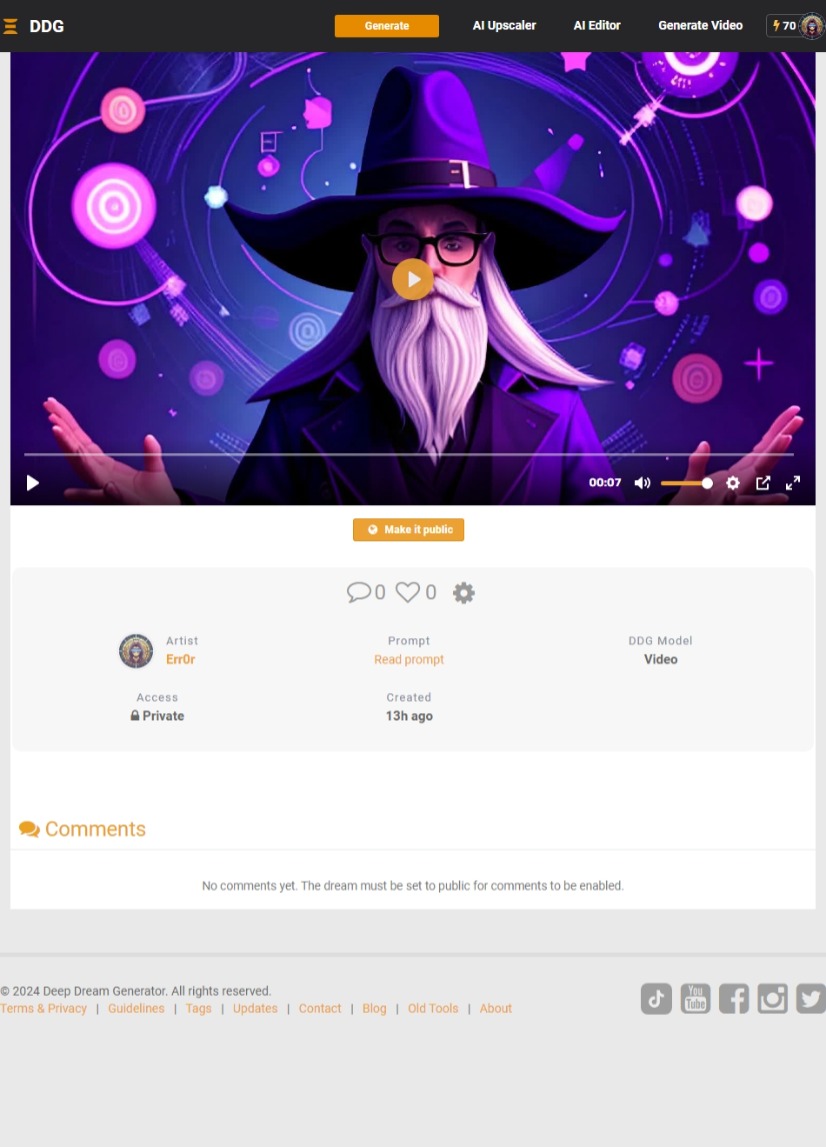 DDG
Generate
AI Upscaler
AI Editor
Generate Video
70
00:07
Make it public
0
0
Artist
Err0r
Prompt
Read prompt
DDG Model
Video
Access
Private
Created
13h ago
Comments
No comments yet. The dream must be set to public for comments to be enabled.
© 2024 Deep Dream Generator. All rights reserved.
Terms & Privacy | Guidelines | Tags | Updates | Contact | Blog | Old Tools | About
You
Tube